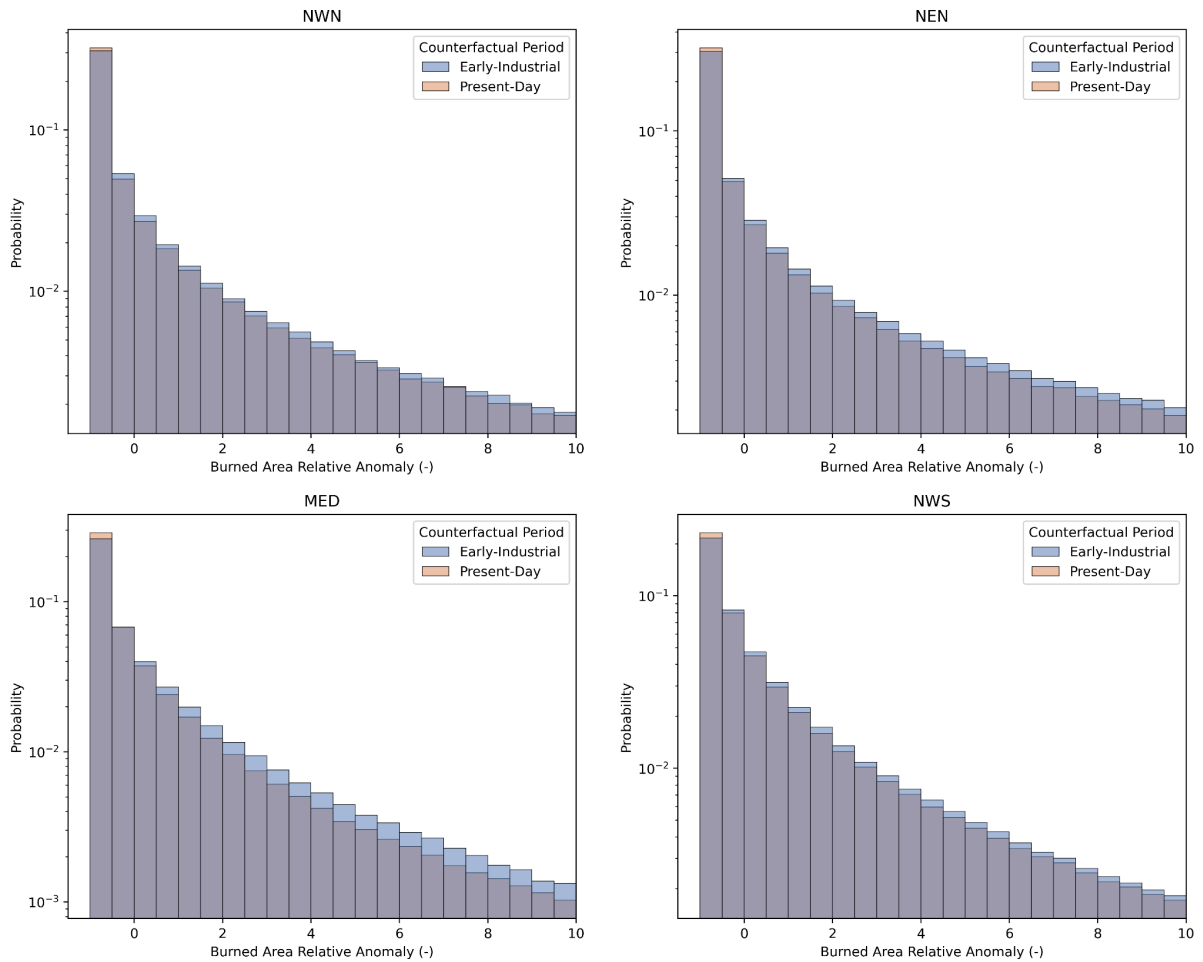 NWN
Counterfactual Period
Early-Industrial
Present-Day
10⁻¹
10⁻²
Probability
0 2 4 6 8 10
Burned Area Relative Anomaly (-)
NEN
Counterfactual Period
Early-Industrial
Present-Day
10⁻¹
10⁻²
Probability
0 2 4 6 8 10
Burned Area Relative Anomaly (-)
MED
Counterfactual Period
Early-Industrial
Present-Day
10⁻¹
10⁻²
10⁻³
Probability
0 2 4 6 8 10
Burned Area Relative Anomaly (-)
NWS
Counterfactual Period
Early-Industrial
Present-Day
10⁻¹
10⁻²
Probability
0 2 4 6 8 10
Burned Area Relative Anomaly (-)